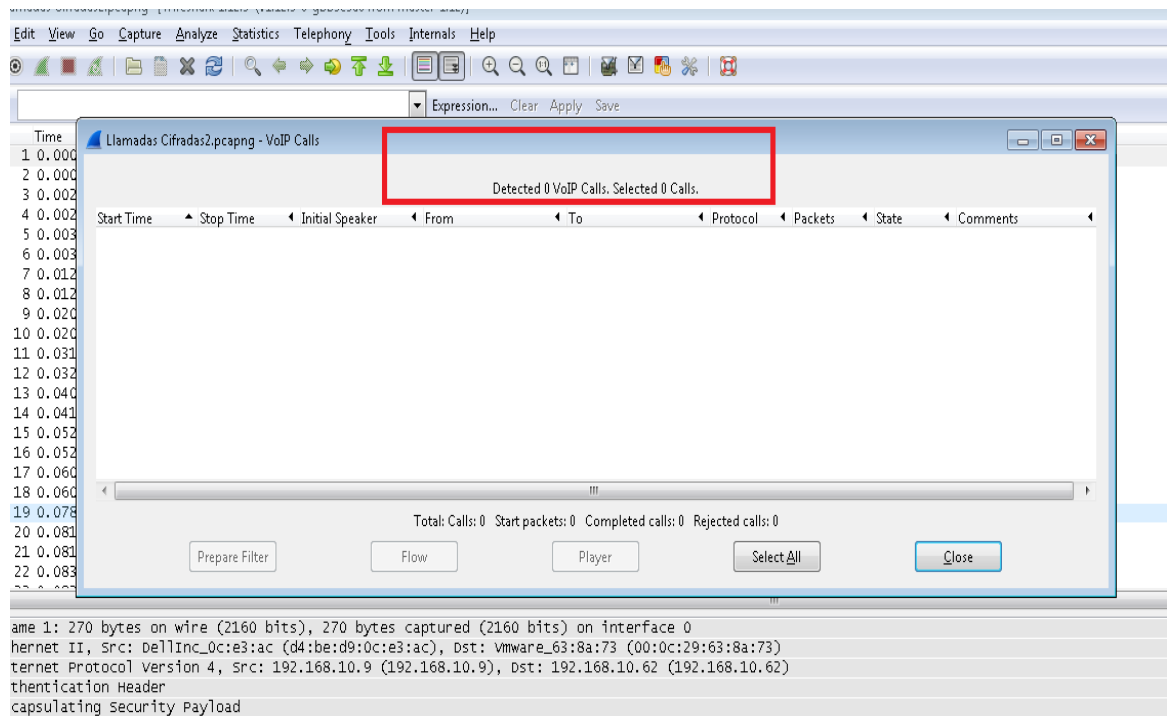 Edit View Go Capture Analyze Statistics Telephony Tools Internals Help
Expression... Clear Apply Save
Time
Llamadas Cifradas2.pcapng - VoIP Calls
Detected 0 VoIP Calls. Selected 0 Calls.
Start Time Stop Time Initial Speaker From To Protocol Packets State Comments
1 0.000
2 0.000
3 0.002
4 0.002
5 0.003
6 0.003
7 0.012
8 0.012
9 0.020
10 0.020
11 0.031
12 0.032
13 0.040
14 0.041
15 0.052
16 0.052
17 0.060
18 0.060
19 0.078
20 0.081
21 0.081
22 0.083
Total: Calls: 0 Start packets: 0 Completed calls: 0 Rejected calls: 0
Prepare Filter Flow Player Select All Close
ame 1: 270 bytes on wire (2160 bits), 270 bytes captured (2160 bits) on interface 0
hernet II, Src: DellInc_0c:e3:ac (d4:be:d9:0c:e3:ac), Dst: Vmware_63:8a:73 (00:0c:29:63:8a:73)
ternet Protocol Version 4, Src: 192.168.10.9 (192.168.10.9), Dst: 192.168.10.62 (192.168.10.62)
thentication Header
capsulating Security Payload